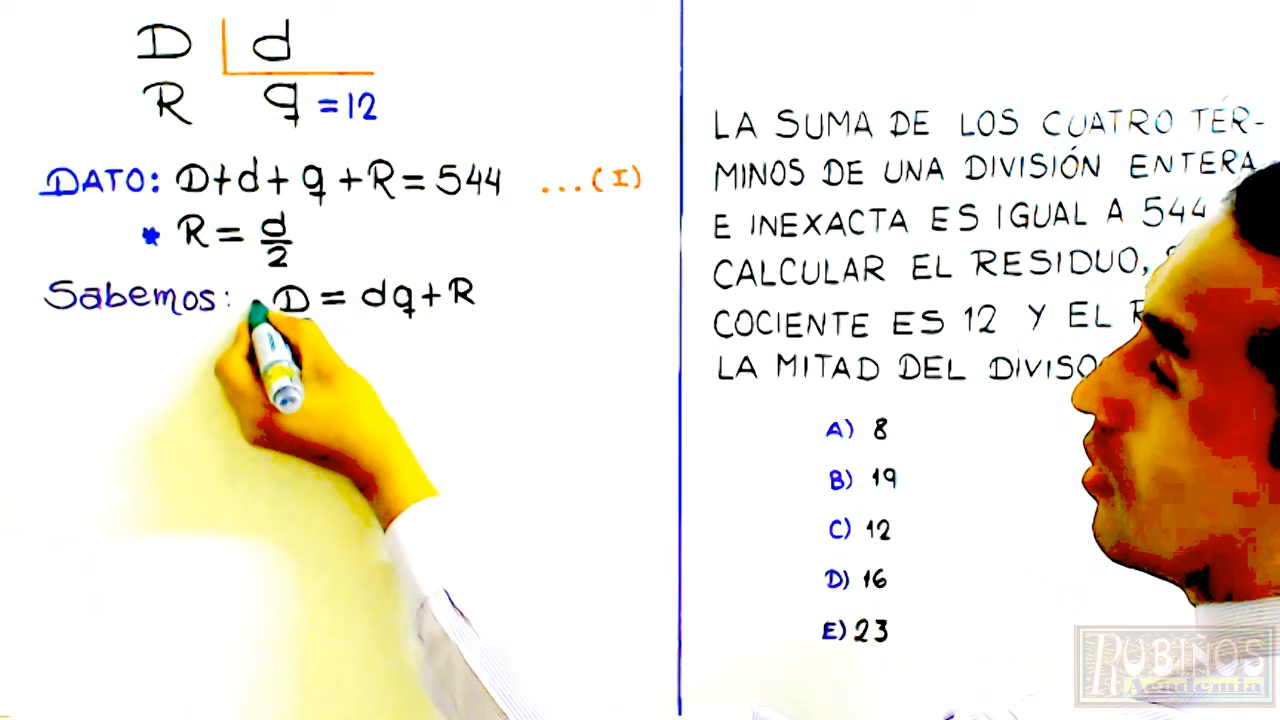 D d
R q = 12
DATO: D+d+q+R = 544 ...(I)
* R = d/2
Sabemos: D = dq+R
LA SUMA DE LOS CUATRO TÉR-
MINOS DE UNA DIVISIÓN ENTERA
E INEXACTA ES IGUAL A 544
CALCULAR EL RESIDUO,
COCIENTE ES 12 Y EL
LA MITAD DEL
A) 8
B) 19
C) 12
D) 16
E) 23
RUBIÑOS
Academia